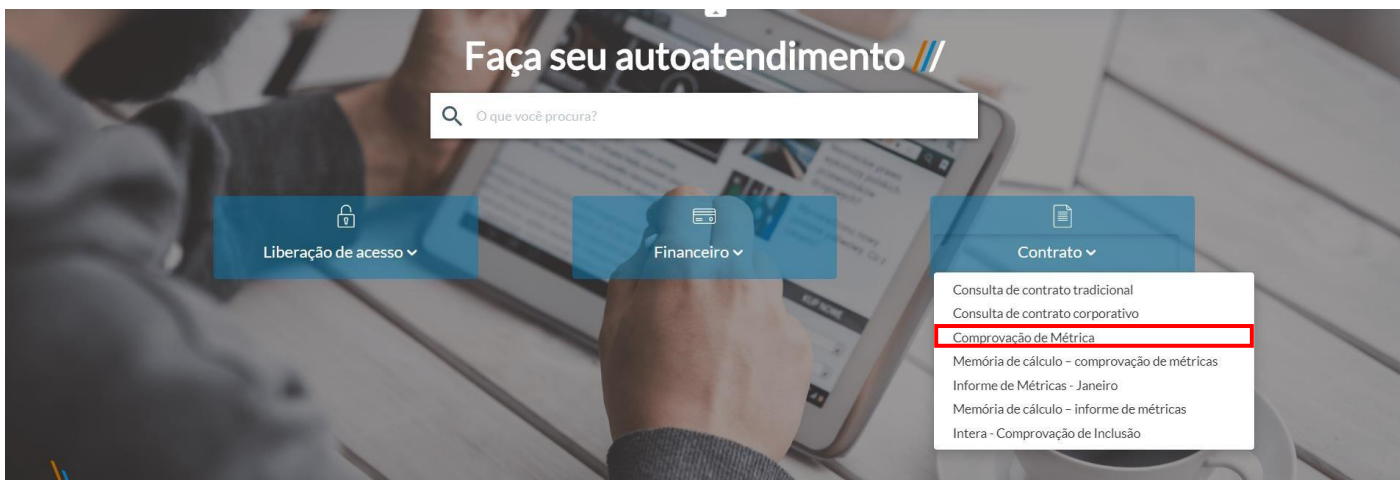 Faça seu autoatendimento
O que você procura?
Liberação de acesso
Financeiro
Contrato
Consulta de contrato tradicional
Consulta de contrato corporativo
Comprovação de Métrica
Memória de cálculo – comprovação de métricas
Informe de Métricas - Janeiro
Memória de cálculo – informe de métricas
Intera - Comprovação de Inclusão